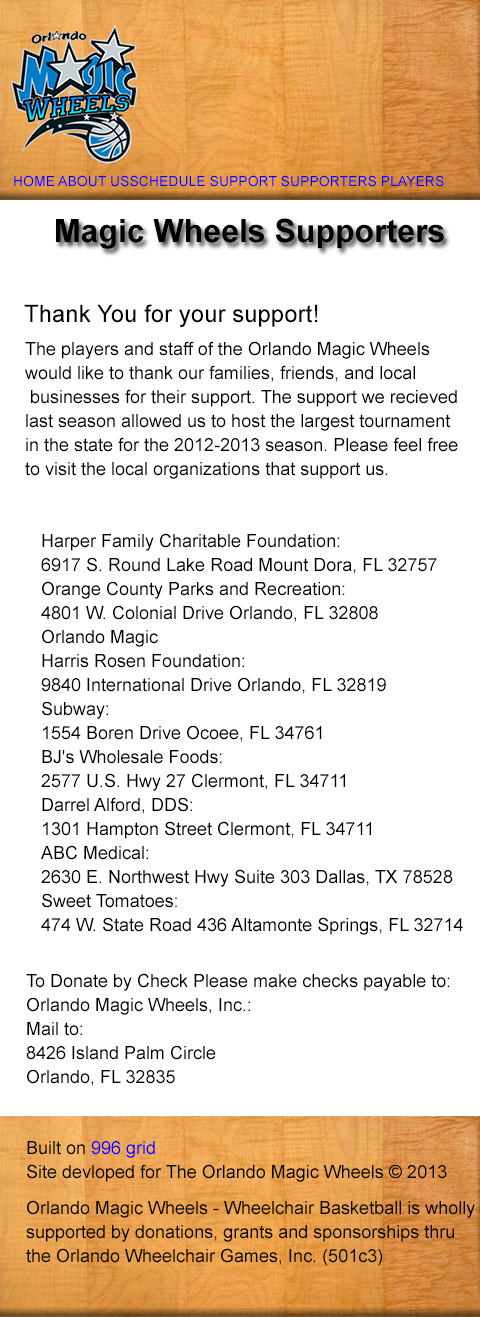 Orlando
Magic
WHEELS
HOME ABOUT USSCHEDULE SUPPORT SUPPORTERS PLAYERS
Magic Wheels Supporters
Thank You for your support!
The players and staff of the Orlando Magic Wheels
would like to thank our families, friends, and local
businesses for their support. The support we recieved
last season allowed us to host the largest tournament
in the state for the 2012-2013 season. Please feel free
to visit the local organizations that support us.
Harper Family Charitable Foundation:
6917 S. Round Lake Road Mount Dora, FL 32757
Orange County Parks and Recreation:
4801 W. Colonial Drive Orlando, FL 32808
Orlando Magic
Harris Rosen Foundation:
9840 International Drive Orlando, FL 32819
Subway:
1554 Boren Drive Ocoee, FL 34761
BJ's Wholesale Foods:
2577 U.S. Hwy 27 Clermont, FL 34711
Darrel Alford, DDS:
1301 Hampton Street Clermont, FL 34711
ABC Medical:
2630 E. Northwest Hwy Suite 303 Dallas, TX 78528
Sweet Tomatoes:
474 W. State Road 436 Altamonte Springs, FL 32714
To Donate by Check Please make checks payable to:
Orlando Magic Wheels, Inc.:
Mail to:
8426 Island Palm Circle
Orlando, FL 32835
Built on 996 grid
Site devloped for The Orlando Magic Wheels © 2013
Orlando Magic Wheels - Wheelchair Basketball is wholly
supported by donations, grants and sponsorships thru
the Orlando Wheelchair Games, Inc. (501c3)